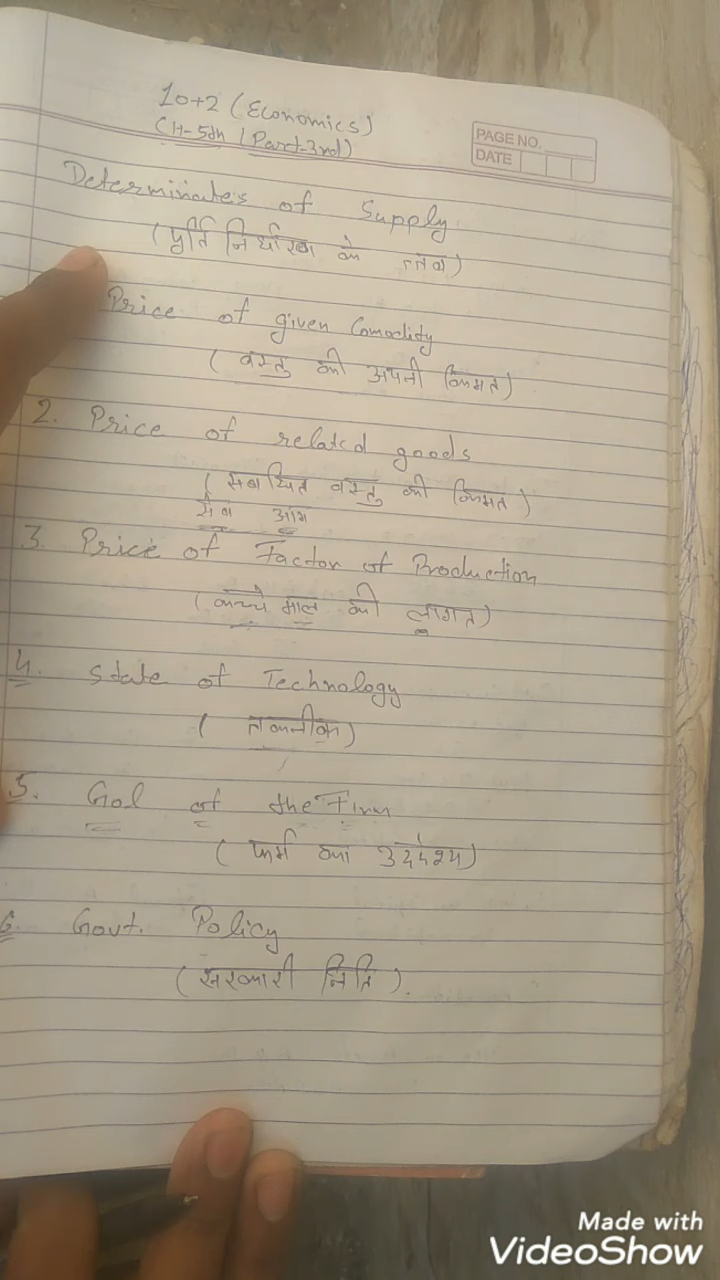 10+2 (Economics)
CH-5th (Part-3rd)
PAGE NO.
DATE
Determinates of Supply
(पूर्ति निर्धारण के तत्व)
Price of given Comodity
(वस्तु की अपनी किमत)
2. Price of related goods
(सबंधित वस्तु की किमत)
सेब आम
3. Price of Factor of Production
(कच्चे माल की लागत)
4. State of Technology
(तकनीक)
5. Gol of the Firm
(फर्म का उददेश्य)
6. Govt. Policy
(सरकारी निति).
Made with
VideoShow